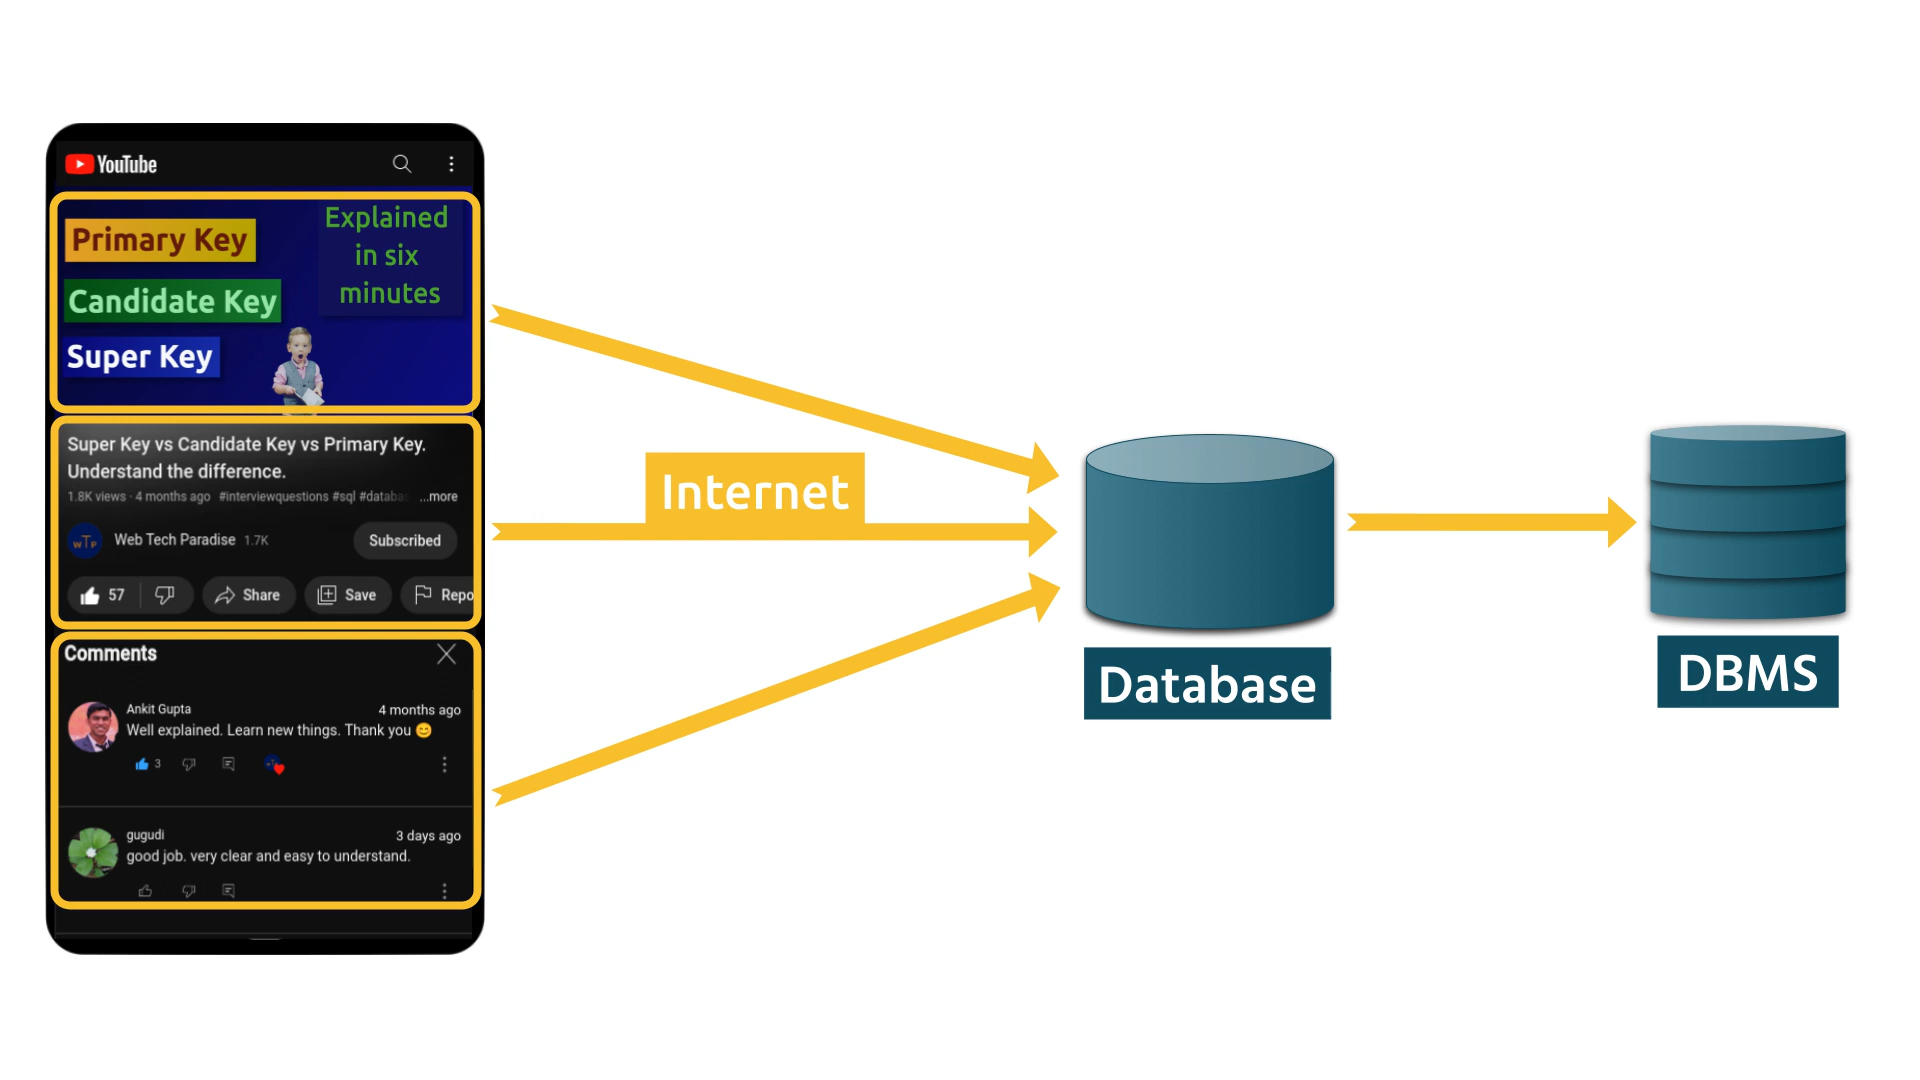 YouTube
Primary Key
Candidate Key
Super Key
Explained
in six
minutes
Super Key vs Candidate Key vs Primary Key.
Understand the difference.
1.8K views · 4 months ago #interviewquestions #sql ...more
WTP
Web Tech Paradise 1.7K
Subscribed
57
Share
Save
Repo
Comments
Ankit Gupta 4 months ago
Well explained. Learn new things. Thank you 😊
3
gugudi 3 days ago
good job. very clear and easy to understand.
Internet
Database
DBMS